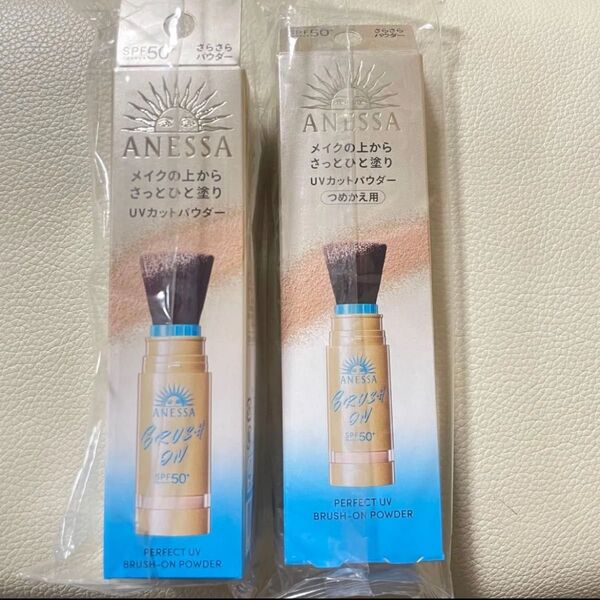 SPF50+
さらさら
パウダー
ANESSA
メイクの上から
さっとひと塗り
UVカットパウダー
ANESSA
BRUSH
ON
SPF50+
PERFECT UV
BRUSH-ON POWDER
SPF50+
さらさら
パウダー
ANESSA
メイクの上から
さっとひと塗り
UVカットパウダー
つめかえ用
ANESSA
BRUSH
ON
SPF50+
PERFECT UV
BRUSH-ON POWDER